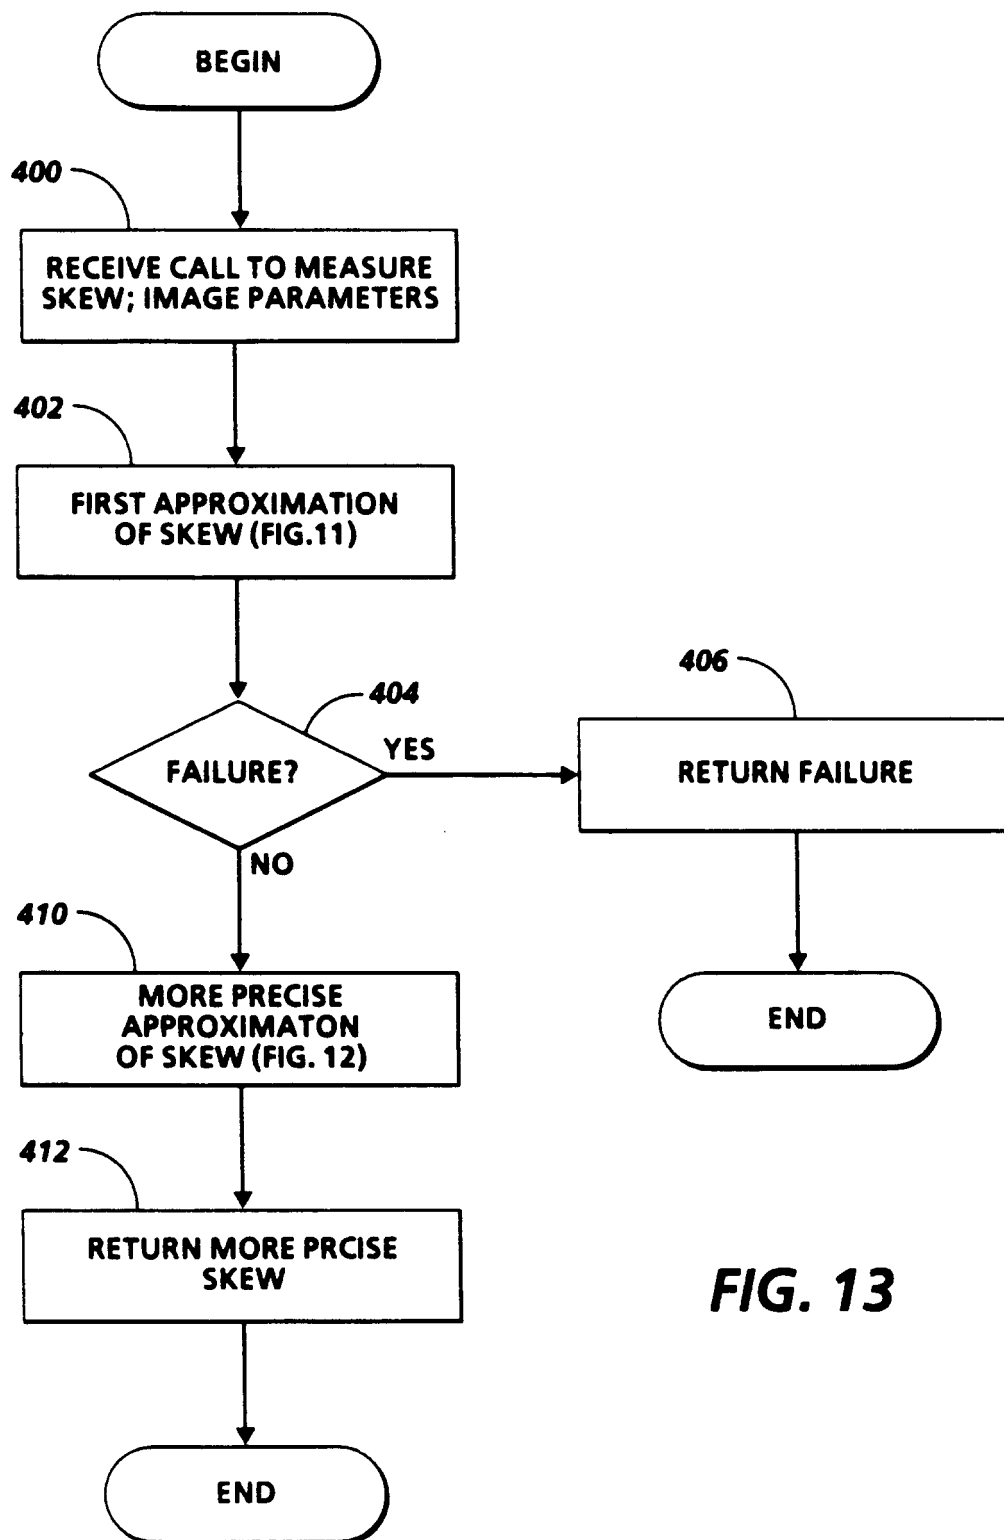 BEGIN
400
RECEIVE CALL TO MEASURE
SKEW; IMAGE PARAMETERS
402
FIRST APPROXIMATION
OF SKEW (FIG.11)
404
FAILURE?
YES
406
RETURN FAILURE
NO
410
MORE PRECISE
APPROXIMATON
OF SKEW (FIG. 12)
END
412
RETURN MORE PRCISE
SKEW
FIG. 13
END